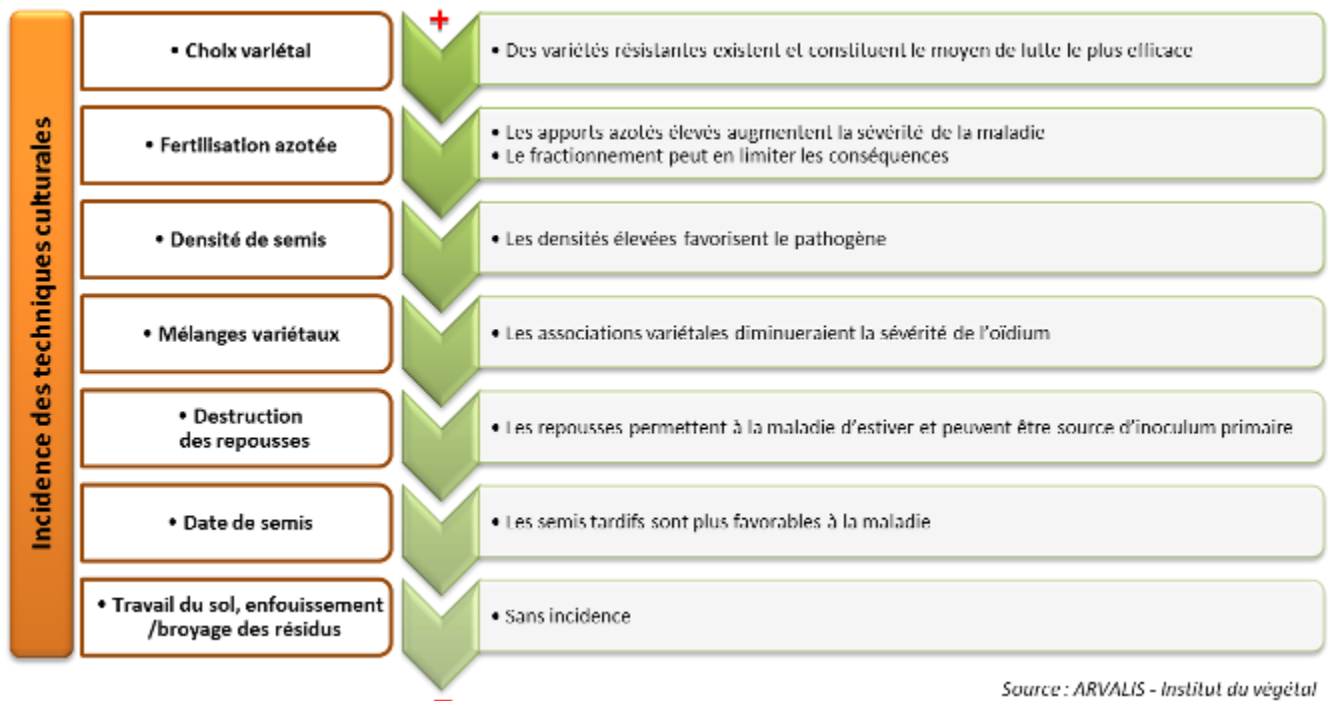 Incidence des techniques culturales
+
• Choix variétal
• Des variétés résistantes existent et constituent le moyen de lutte le plus efficace
• Fertilisation azotée
• Les apports azotés élevés augmentent la sévérité de la maladie
• Le fractionnement peut en limiter les conséquences
• Densité de semis
• Les densités élevées favorisent le pathogène
• Mélanges variétaux
• Les associations variétales diminueraient la sévérité de l'oïdium
• Destruction
des repousses
• Les repousses permettent à la maladie d'estiver et peuvent être source d'inoculum primaire
• Date de semis
• Les semis tardifs sont plus favorables à la maladie
• Travail du sol, enfouissement
/broyage des résidus
• Sans incidence
–
Source : ARVALIS - Institut du végétal